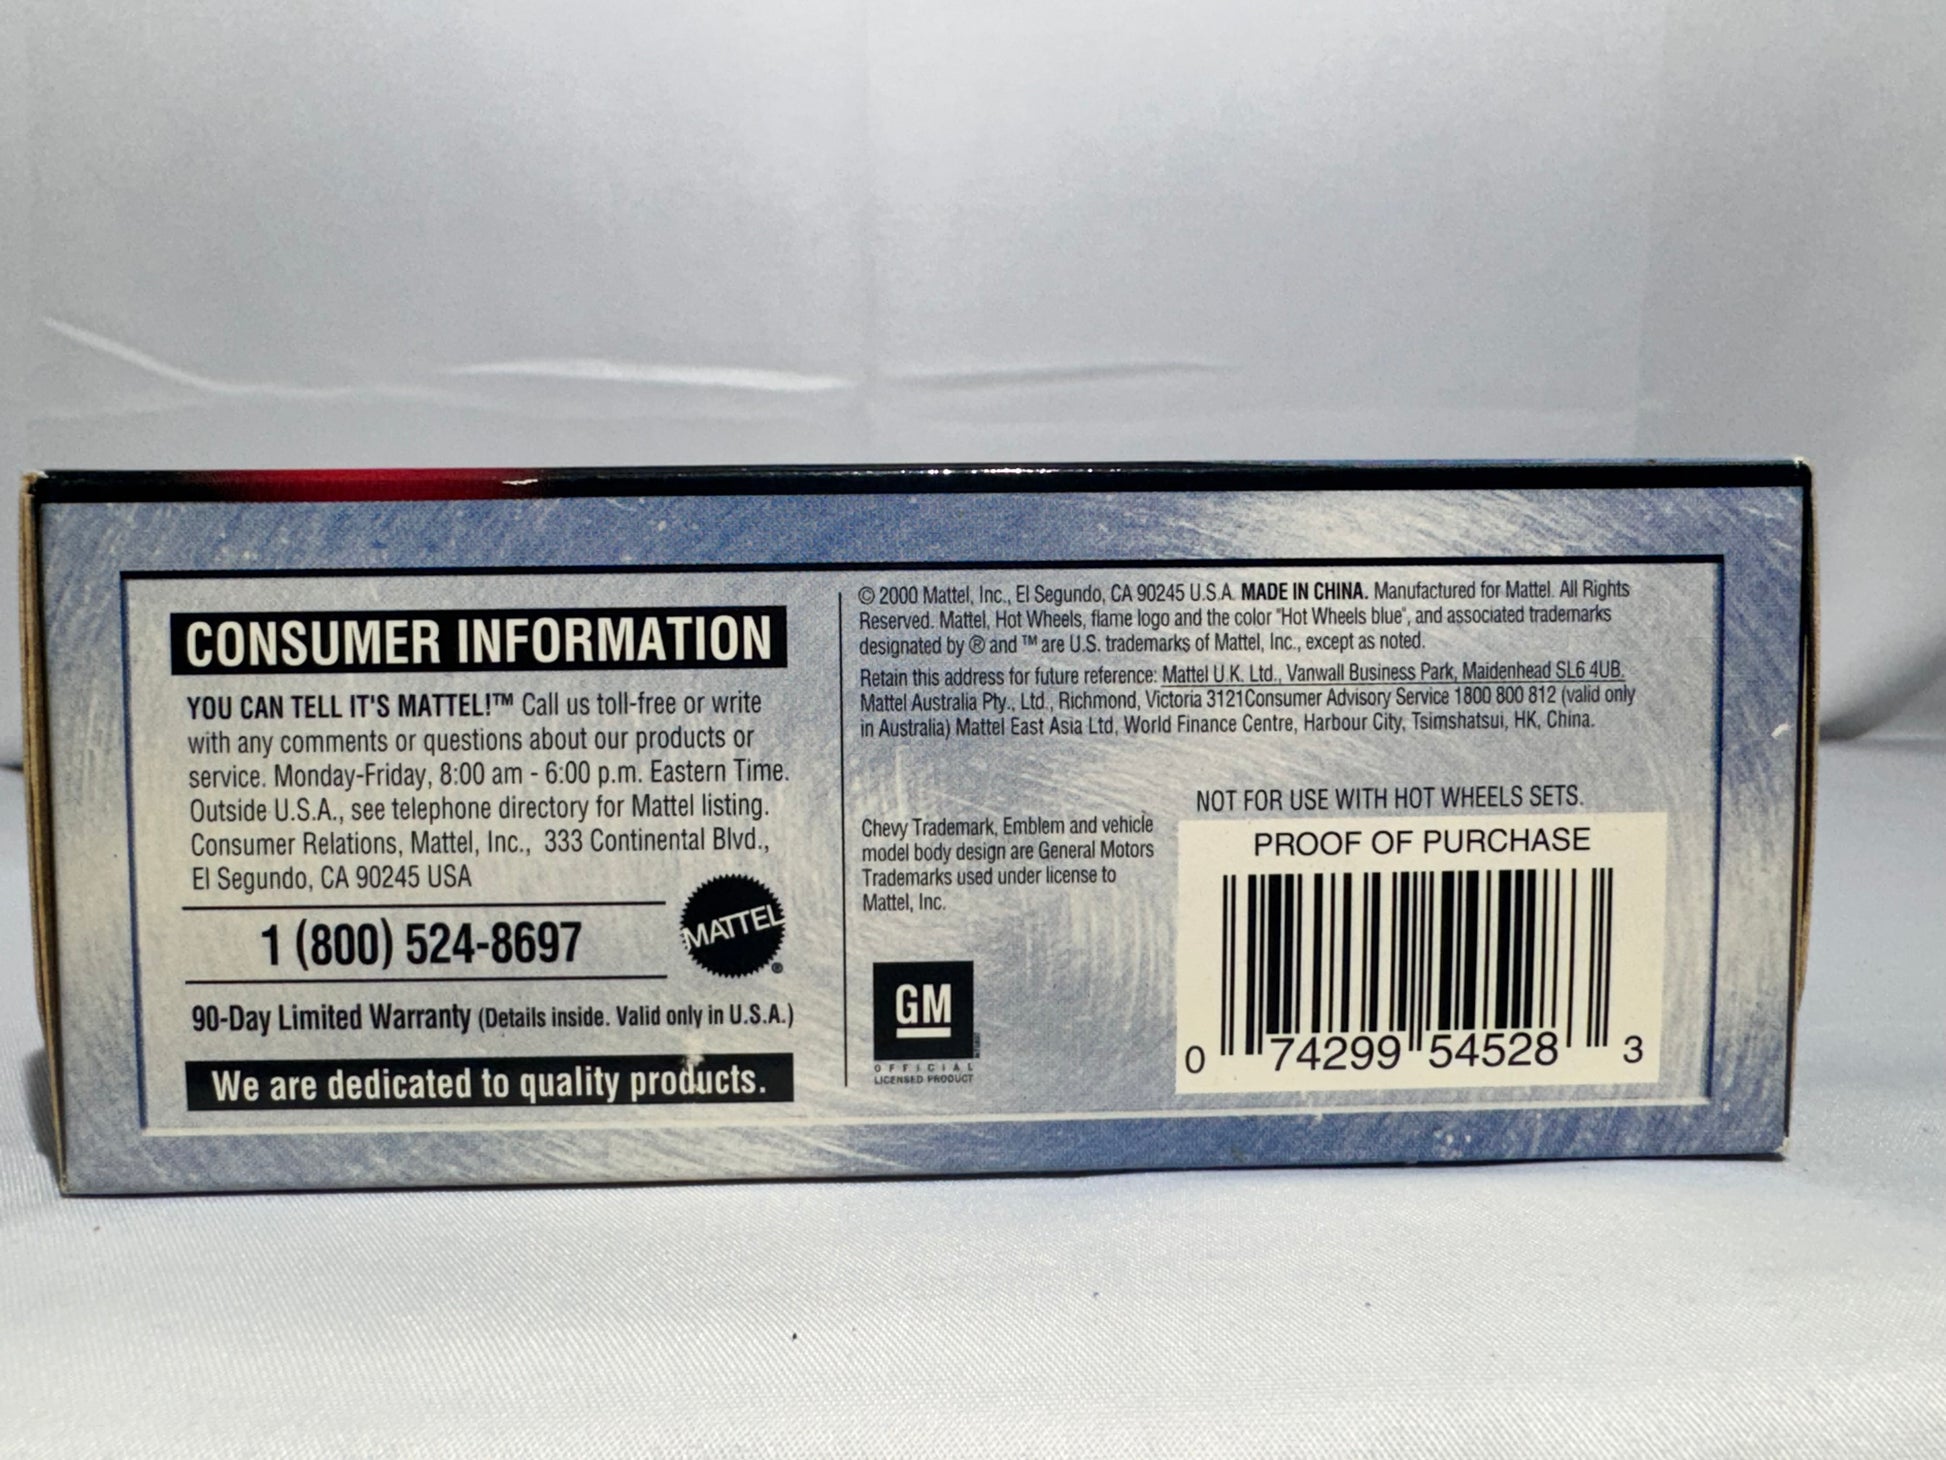 CONSUMER INFORMATION
YOU CAN TELL IT'S MATTEL!™ Call us toll-free or write
with any comments or questions about our products or
service. Monday-Friday, 8:00 am - 6:00 p.m. Eastern Time.
Outside U.S.A., see telephone directory for Mattel listing.
Consumer Relations, Mattel, Inc., 333 Continental Blvd.,
El Segundo, CA 90245 USA
1 (800) 524-8697
MATTEL
®
90-Day Limited Warranty (Details inside. Valid only in U.S.A.)
We are dedicated to quality products.
© 2000 Mattel, Inc., El Segundo, CA 90245 U.S.A. MADE IN CHINA. Manufactured for Mattel. All Rights
Reserved. Mattel, Hot Wheels, flame logo and the color "Hot Wheels blue", and associated trademarks
designated by ® and ™ are U.S. trademarks of Mattel, Inc., except as noted.
Retain this address for future reference: Mattel U.K. Ltd., Vanwall Business Park, Maidenhead SL6 4UB.
Mattel Australia Pty., Ltd., Richmond, Victoria 3121Consumer Advisory Service 1800 800 812 (valid only
in Australia) Mattel East Asia Ltd, World Finance Centre, Harbour City, Tsimshatsui, HK, China.
Chevy Trademark, Emblem and vehicle
model body design are General Motors
Trademarks used under license to
Mattel, Inc.
GM
OFFICIAL
LICENSED PRODUCT
NOT FOR USE WITH HOT WHEELS SETS.
PROOF OF PURCHASE
0 74299 54528 3